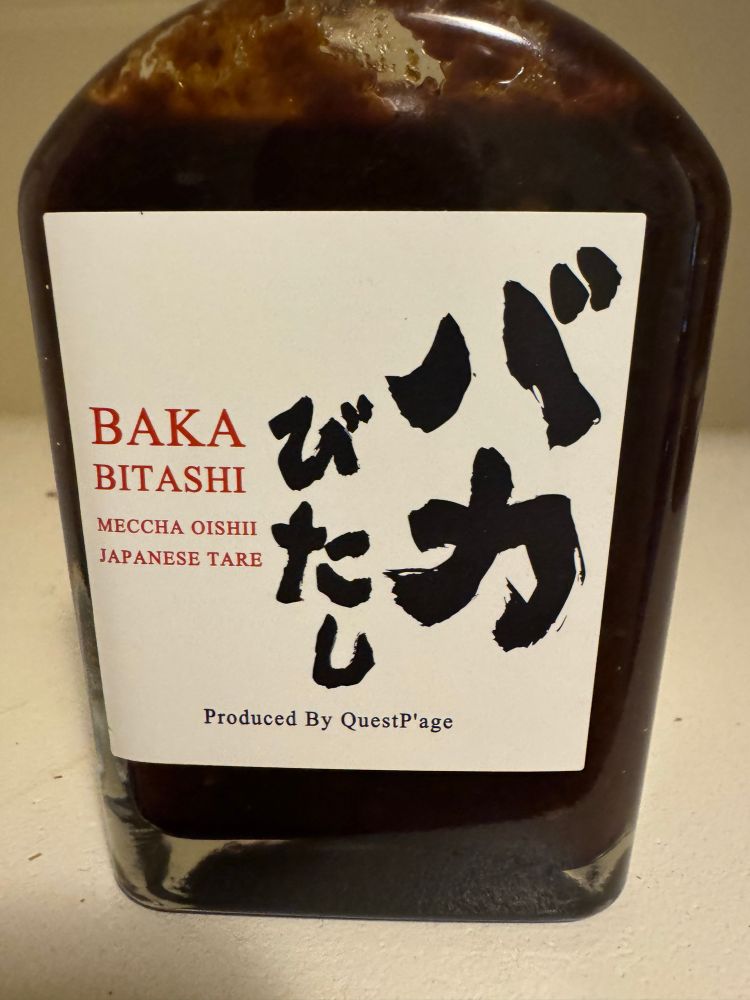 バカ
びたし
BAKA
BITASHI
MECCHA OISHII
JAPANESE TARE
Produced By QuestP'age